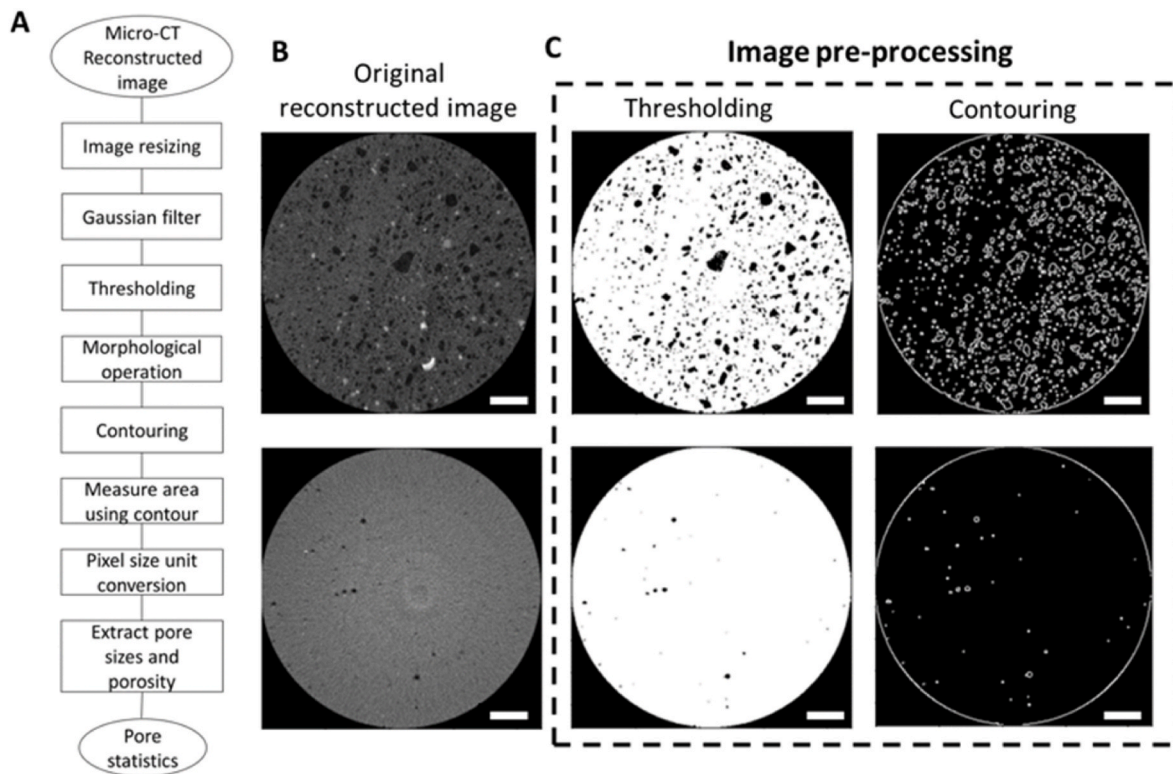 A
Micro-CT
Reconstructed
image
Image resizing
Gaussian filter
Thresholding
Morphological
operation
Contouring
Measure area
using contour
Pixel size unit
conversion
Extract pore
sizes and
porosity
Pore
statistics
B
Original
reconstructed image
C
Image pre-processing
Thresholding
Contouring